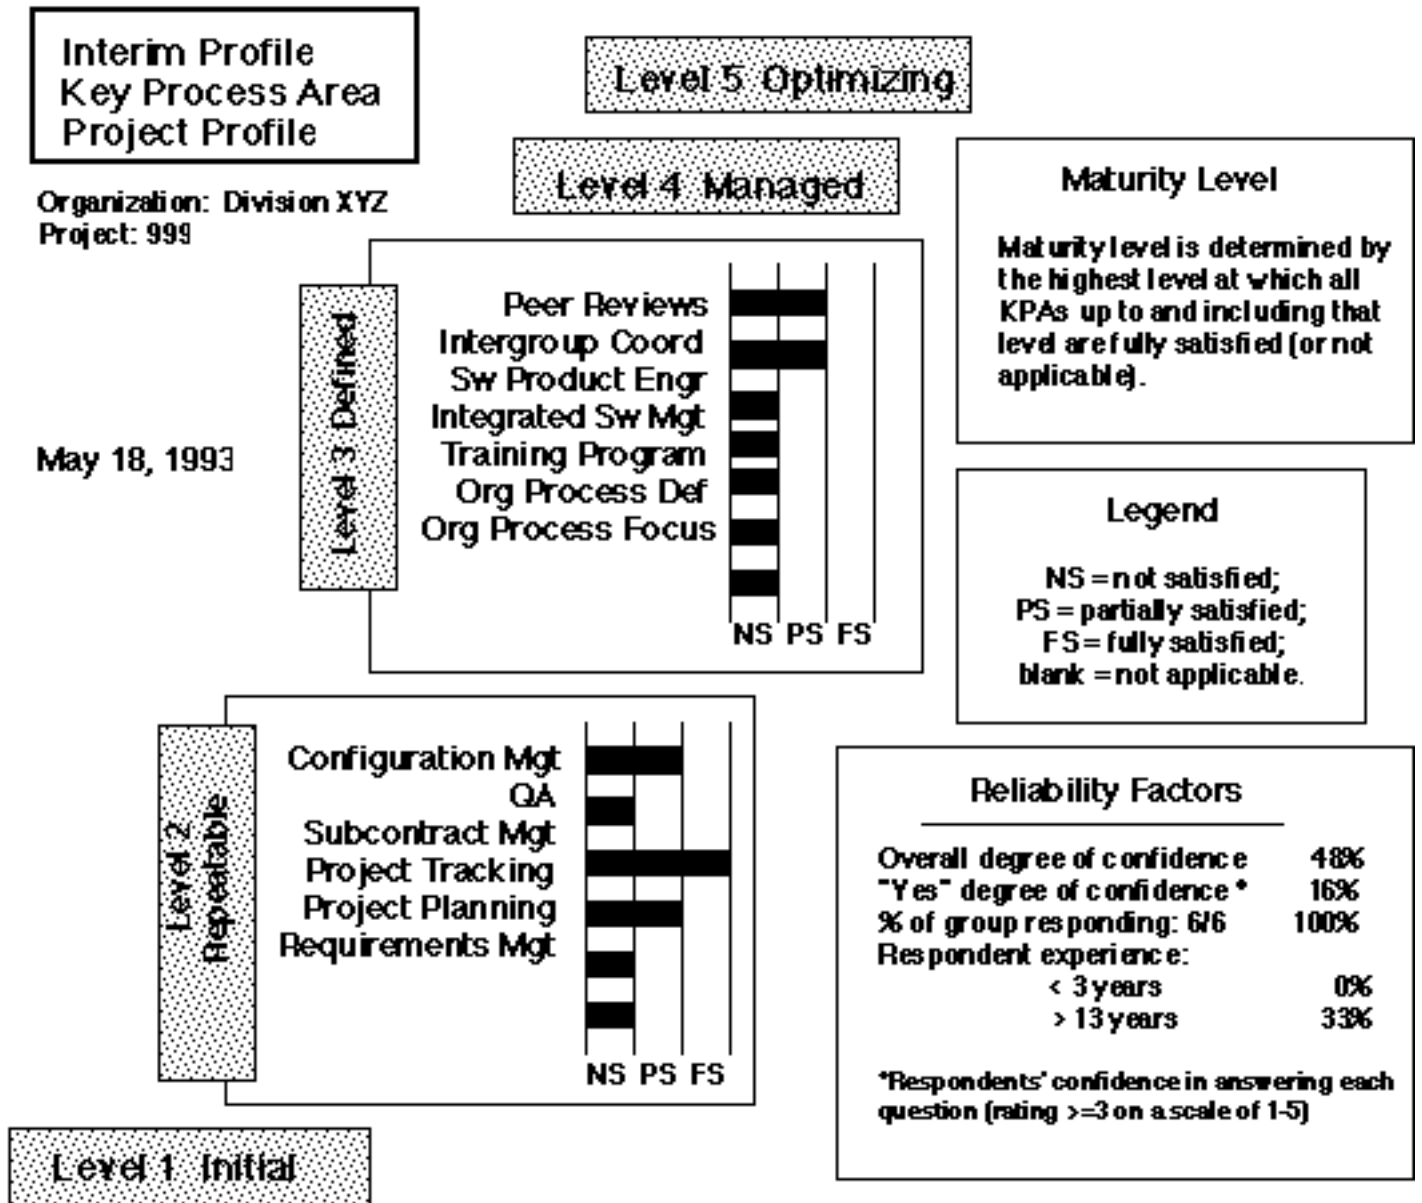 Interim Profile
Key Process Area
Project Profile
Organization: Division XYZ
Project: 999
May 18, 1993
Level 5 Optimizing
Level 4 Managed
Level 3 Defined
Peer Reviews
Intergroup Coord
Sw Product Engr
Integrated Sw Mgt
Training Program
Org Process Def
Org Process Focus
NS PS FS
Level 2
Repeatable
Configuration Mgt
QA
Subcontract Mgt
Project Tracking
Project Planning
Requirements Mgt
NS PS FS
Level 1 Initial
Maturity Level
Maturity level is determined by
the highest level at which all
KPAs up to and including that
level are fully satisfied (or not
applicable).
Legend
NS = not satisfied;
PS = partially satisfied;
FS = fully satisfied;
blank = not applicable.
Reliability Factors
Overall degree of confidence 48%
"Yes" degree of confidence * 16%
% of group responding: 6/6 100%
Respondent experience:
< 3 years 0%
> 13 years 33%
*Respondents' confidence in answering each
question (rating >=3 on a scale of 1-5)